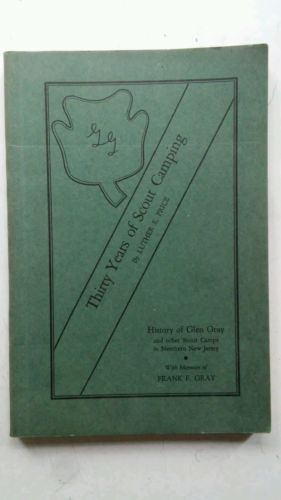 GG
Thirty Years of Scout Camping
By LUTHER E. PRICE
History of Glen Gray
and other Scout Camps
in Northern New Jersey
With Memoirs of
FRANK F. GRAY